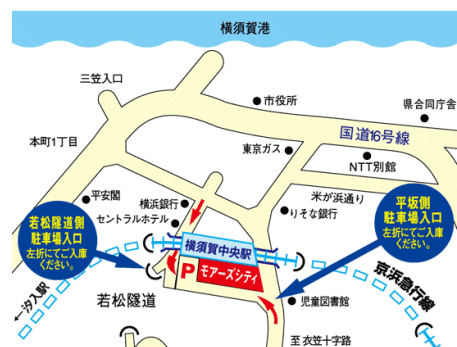 横須賀港
三笠入口
市役所
県合同庁舎
国道16号線
本町1丁目
東京ガス
NTT別館
平安閣
横浜銀行
セントラルホテル
米が浜通り
りそな銀行
若松隧道側
駐車場入口
左折にてご入庫
ください。
平坂側
駐車場入口
左折にてご入庫
ください。
横須賀中央駅
P モアーズシティ
京浜急行線
←汐入駅
若松隧道
児童図書館
至 衣笠十字路